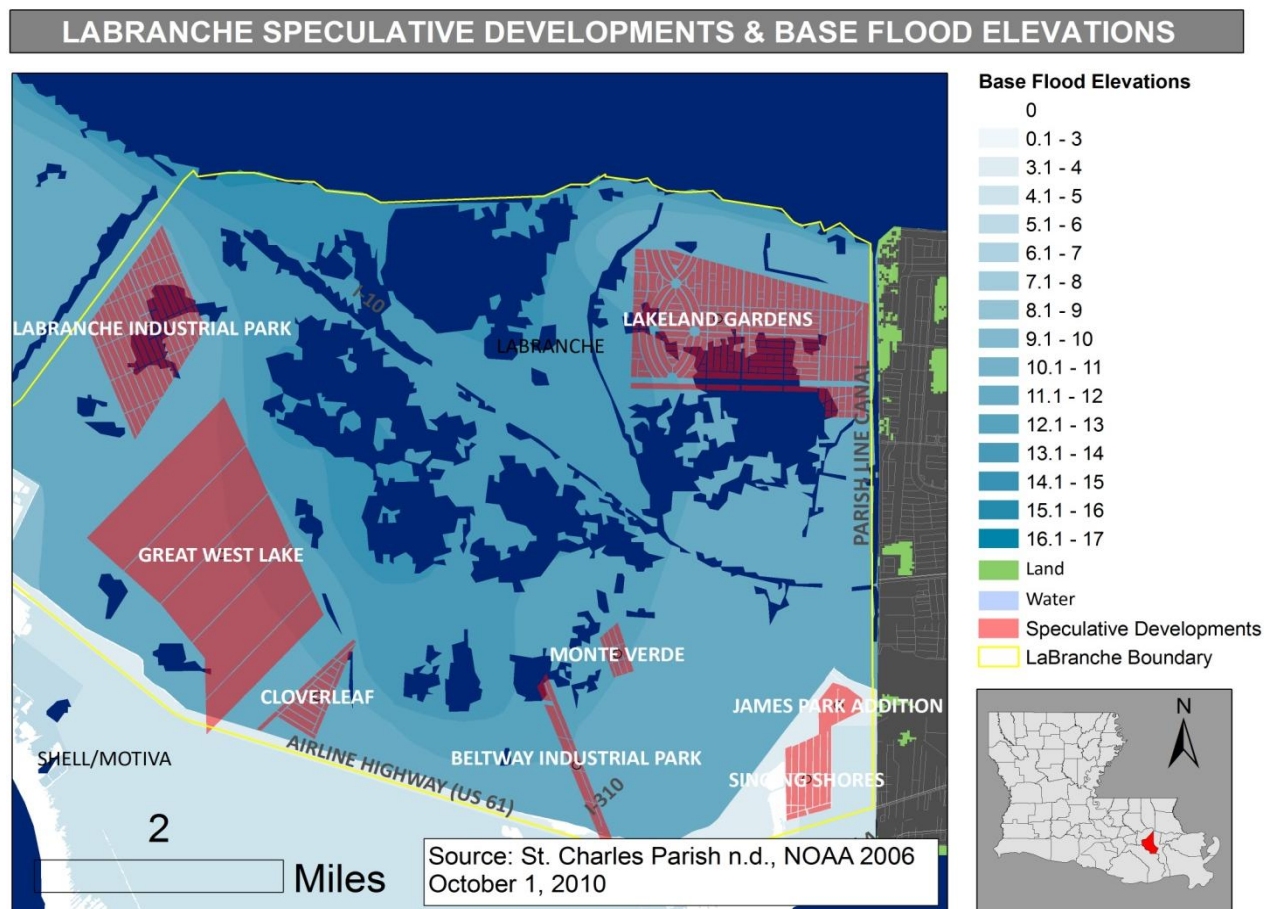 LABRANCHE SPECULATIVE DEVELOPMENTS & BASE FLOOD ELEVATIONS
I-10
LABRANCHE INDUSTRIAL PARK
LABRANCHE
LAKELAND GARDENS
PARISH LINE CANAL
GREAT WEST LAKE
MONTE VERDE
CLOVERLEAF
JAMES PARK ADDITION
AIRLINE HIGHWAY (US 61)
BELTWAY INDUSTRIAL PARK
SHELL/MOTIVA
SINGING SHORES
I-310
2
Miles
Source: St. Charles Parish n.d., NOAA 2006
October 1, 2010
Base Flood Elevations
0
0.1 - 3
3.1 - 4
4.1 - 5
5.1 - 6
6.1 - 7
7.1 - 8
8.1 - 9
9.1 - 10
10.1 - 11
11.1 - 12
12.1 - 13
13.1 - 14
14.1 - 15
15.1 - 16
16.1 - 17
Land
Water
Speculative Developments
LaBranche Boundary
N